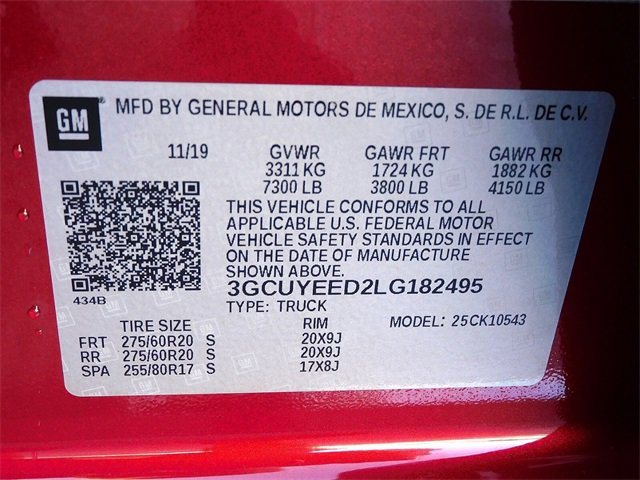 GM
MFD BY GENERAL MOTORS DE MEXICO, S. DE R.L. DE C.V.
11/19 GVWR GAWR FRT GAWR RR
3311 KG 1724 KG 1882 KG
7300 LB 3800 LB 4150 LB
THIS VEHICLE CONFORMS TO ALL
APPLICABLE U.S. FEDERAL MOTOR
VEHICLE SAFETY STANDARDS IN EFFECT
ON THE DATE OF MANUFACTURE
SHOWN ABOVE.
434B
3GCUYEED2LG182495
TYPE: TRUCK
TIRE SIZE RIM MODEL: 25CK10543
FRT 275/60R20 S 20X9J
RR 275/60R20 S 20X9J
SPA 255/80R17 S 17X8J